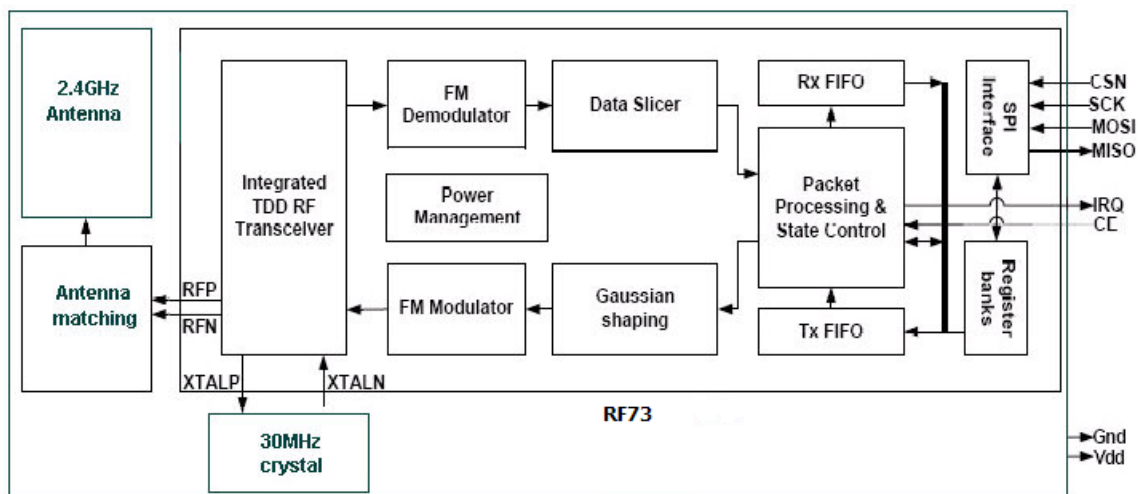 2.4GHz
Antenna
Antenna
matching
RFP
RFN
Integrated
TDD RF
Transceiver
XTALP
XTALN
30MHz
crystal
FM
Demodulator
Data Slicer
Power
Management
FM Modulator
Gaussian
shaping
Rx FIFO
Packet
Processing &
State Control
Tx FIFO
SPI
Interface
Register
banks
CSN
SCK
MOSI
MISO
IRQ
CE
RF73
Gnd
Vdd